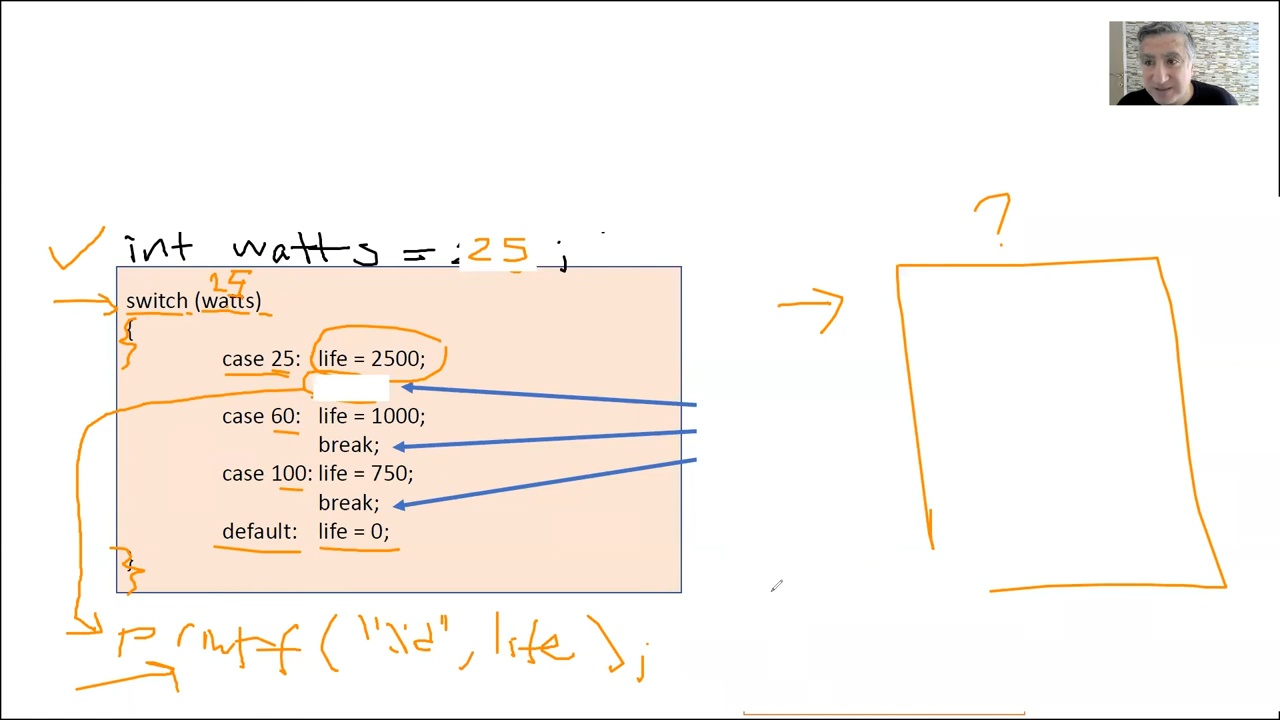 ?
int watts = 25 ;
25
switch (watts)
{
case 25: life = 2500;
case 60: life = 1000;
break;
case 100: life = 750;
break;
default: life = 0;
}
printf ("%d", life );